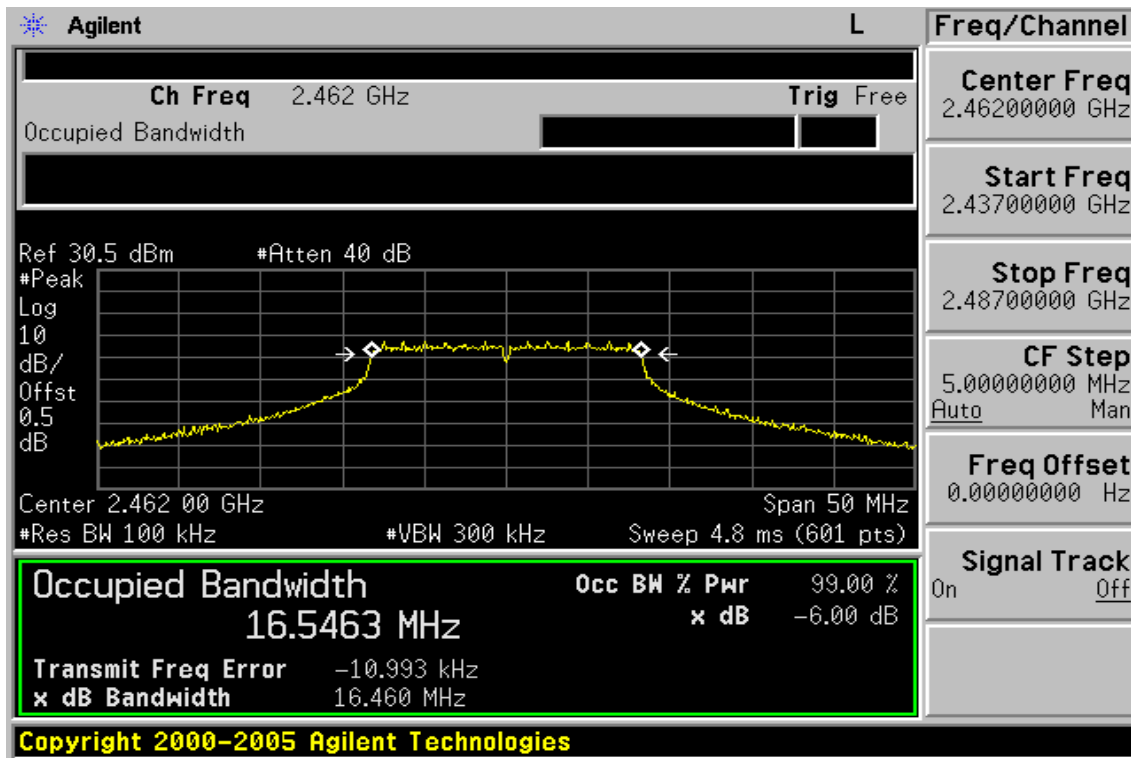 Agilent L Freq/Channel
Ch Freq 2.462 GHz Trig Free
Occupied Bandwidth
Center Freq
2.46200000 GHz
Start Freq
2.43700000 GHz
Stop Freq
2.48700000 GHz
CF Step
5.00000000 MHz
Auto Man
Freq Offset
0.00000000 Hz
Signal Track
On Off
Ref 30.5 dBm #Atten 40 dB
#Peak
Log
10
dB/
Offst
0.5
dB
Center 2.462 00 GHz Span 50 MHz
#Res BW 100 kHz #VBW 300 kHz Sweep 4.8 ms (601 pts)
Occupied Bandwidth Occ BW % Pwr 99.00 %
16.5463 MHz x dB -6.00 dB
Transmit Freq Error -10.993 kHz
x dB Bandwidth 16.460 MHz
Copyright 2000-2005 Agilent Technologies